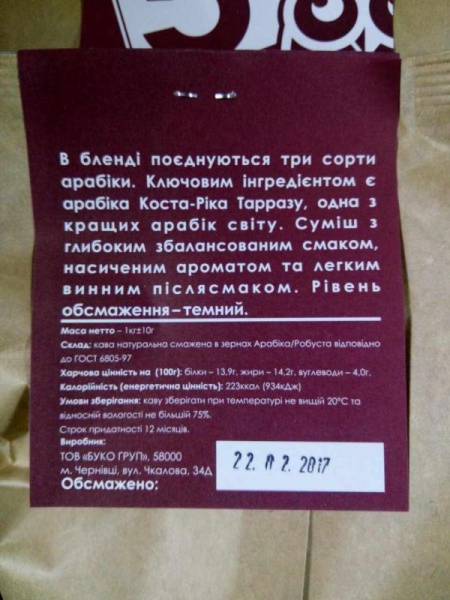 В бленді поєднуються три сорти
арабіки. Ключовим інгредієнтом є
арабіка Коста-Ріка Тарразу, одна з
кращих арабік світу. Суміш з
глибоким збалансованим смаком,
насиченим ароматом та легким
винним післясмаком. Рівень
обсмаження – темний.
Маса нетто – 1кг±10г
Склад: кава натуральна смажена в зернах Арабіка/Робуста відповідно
до ГОСТ 6805-97
Харчова цінність на (100г): білки – 13,9г, жири – 14,2г, вуглеводи – 4,0г.
Калорійність (енергетична цінність): 223ккал (934кДж)
Умови зберігання: каву зберігати при температурі не вищій 20°С та
відносній вологості не більшій 75%.
Строк придатності 12 місяців.
Виробник:
ТОВ «БУКО ГРУП», 58000
м. Чернівці, вул. Чкалова, 34Д
Обсмажено:
22. 02. 2017